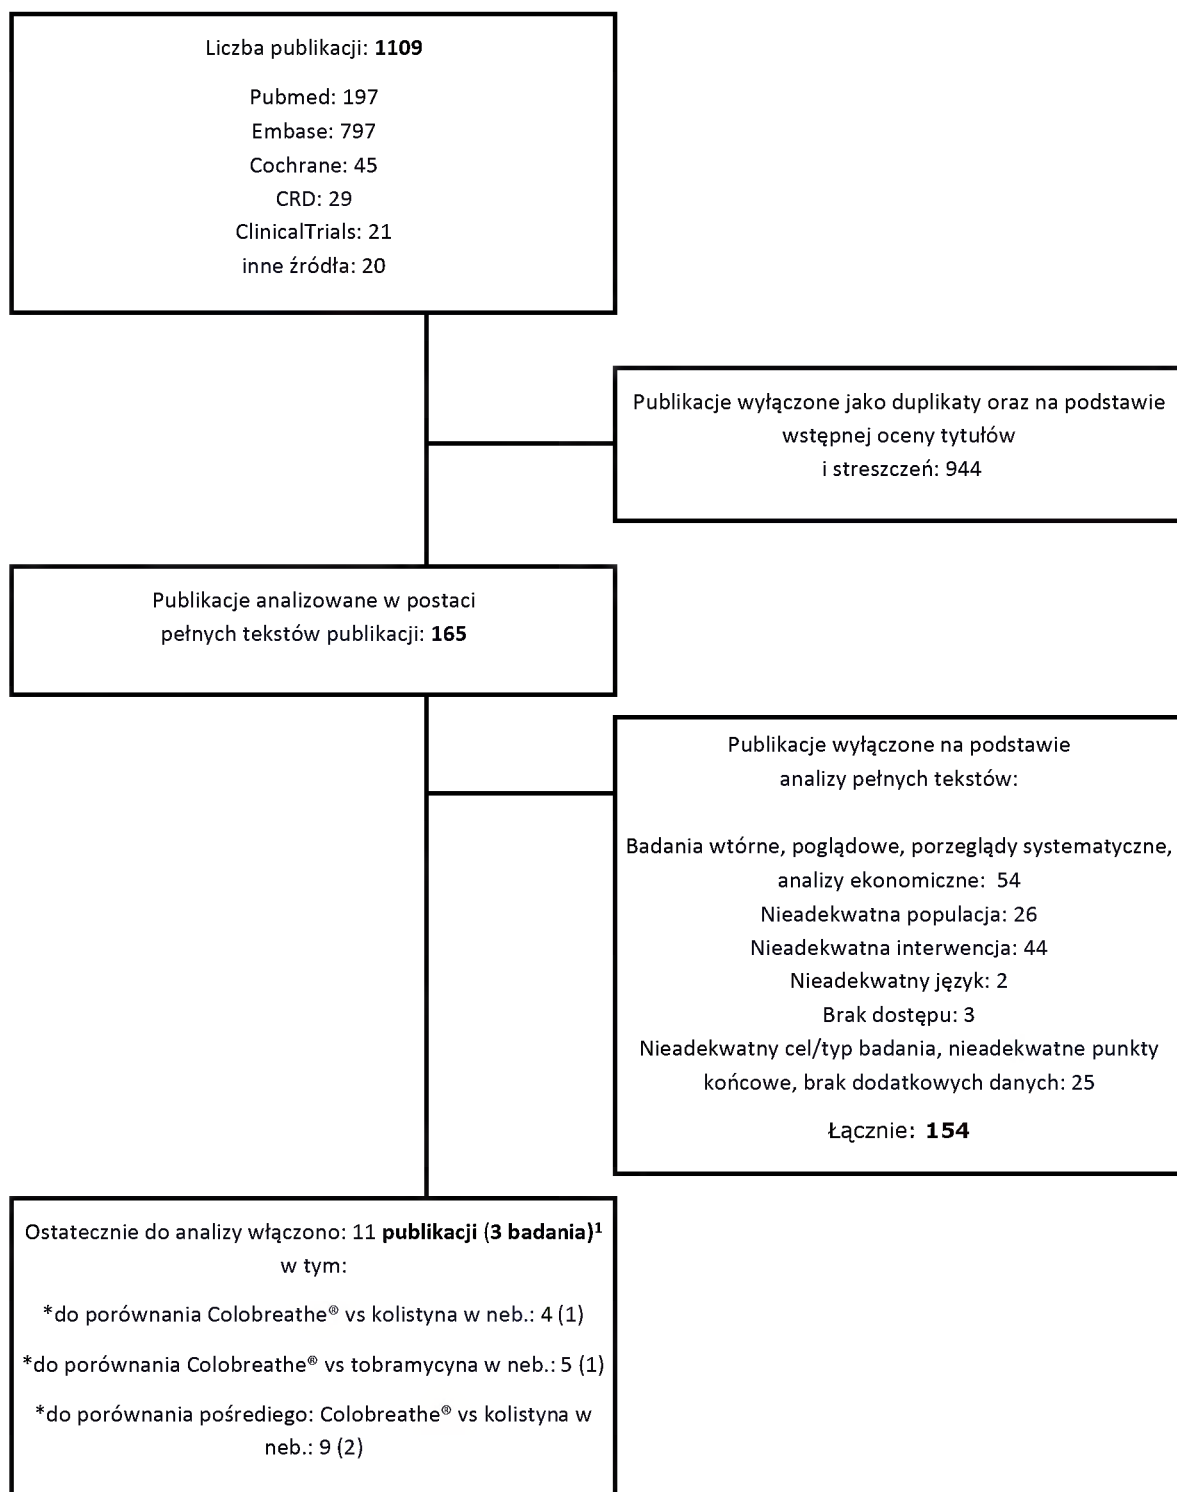 Liczba publikacji: 1109
Pubmed: 197
Embase: 797
Cochrane: 45
CRD: 29
ClinicalTrials: 21
inne źródła: 20
Publikacje wyłączone jako duplikaty oraz na podstawie
wstępnej oceny tytułów
i streszczeń: 944
Publikacje analizowane w postaci
pełnych tekstów publikacji: 165
Publikacje wyłączone na podstawie
analizy pełnych tekstów:
Badania wtórne, poglądowe, porzeglądy systematyczne,
analizy ekonomiczne: 54
Nieadekwatna populacja: 26
Nieadekwatna interwencja: 44
Nieadekwatny język: 2
Brak dostępu: 3
Nieadekwatny cel/typ badania, nieadekwatne punkty
końcowe, brak dodatkowych danych: 25
Łącznie: 154
Ostatecznie do analizy włączono: 11 publikacji (3 badania)¹
w tym:
*do porównania Colobreathe® vs kolistyna w neb.: 4 (1)
*do porównania Colobreathe® vs tobramycyna w neb.: 5 (1)
*do porównania pośrediego: Colobreathe® vs kolistyna w
neb.: 9 (2)